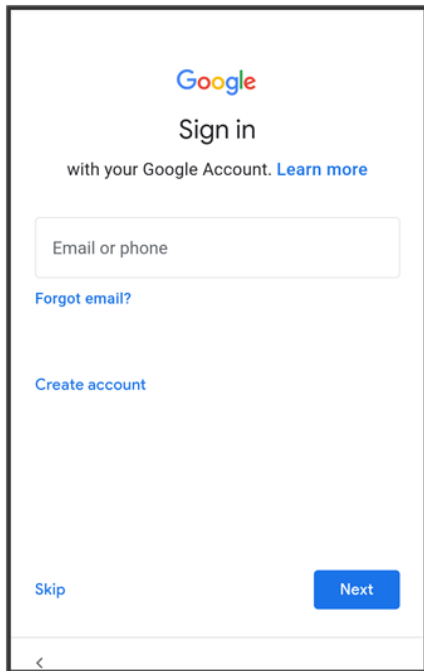 Google
Sign in
with your Google Account. Learn more
Email or phone
Forgot email?
Create account
Skip
Next